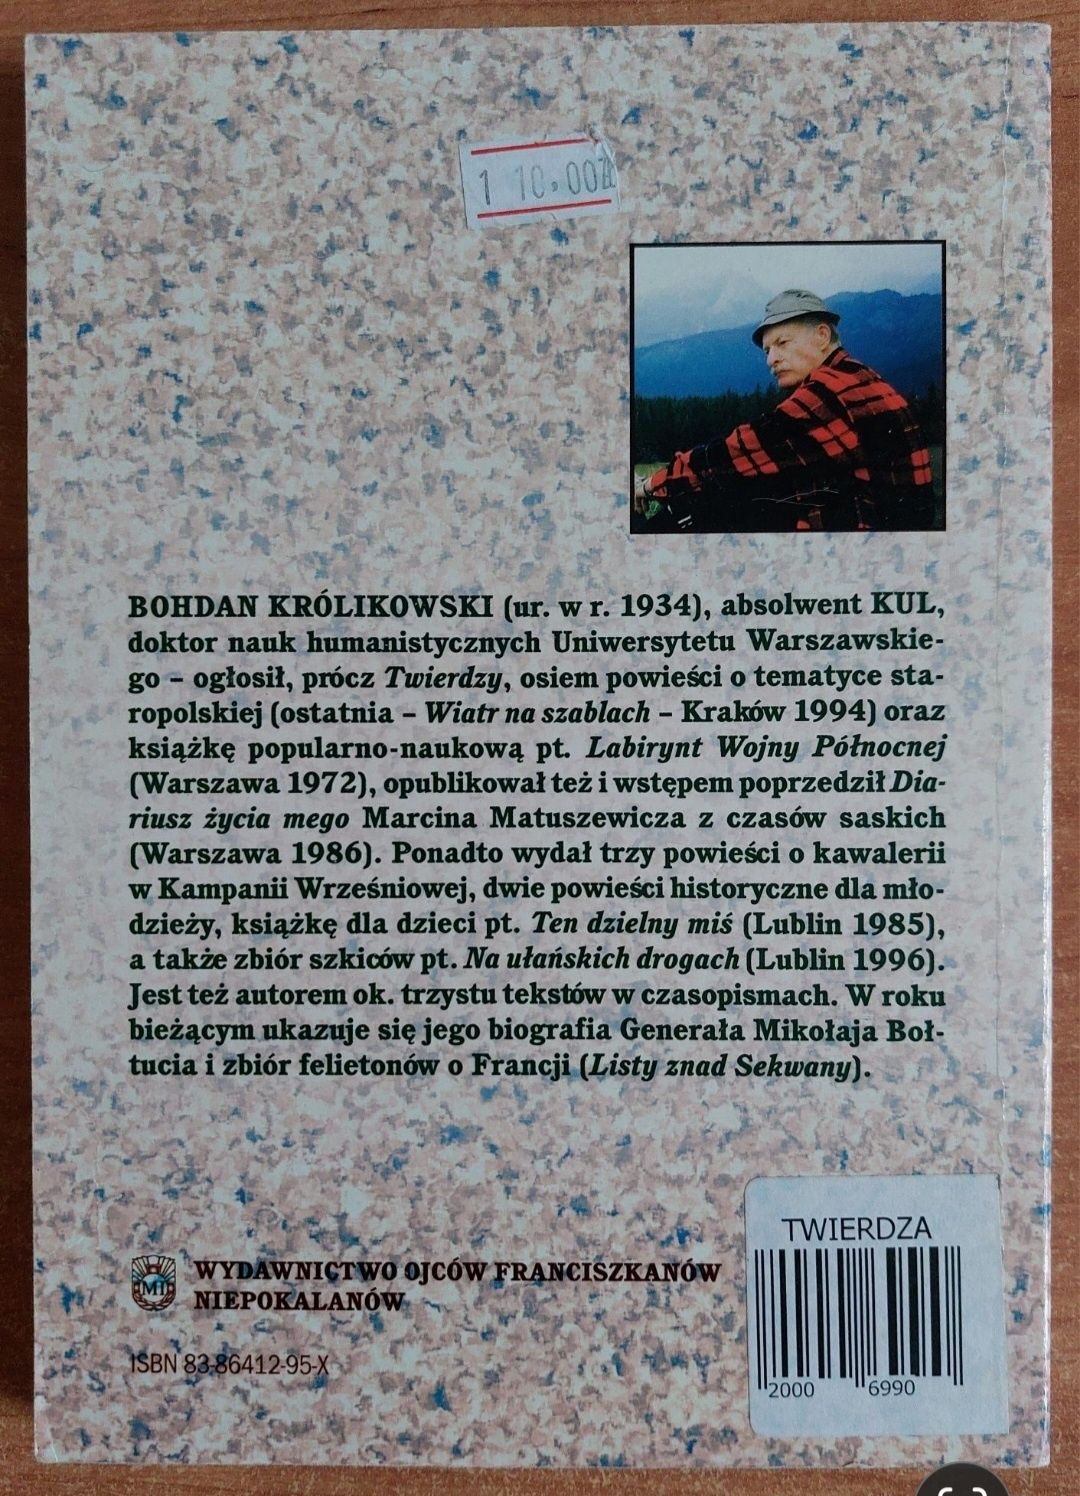 1 10.00zł
BOHDAN KRÓLIKOWSKI (ur. w r. 1934), absolwent KUL,
doktor nauk humanistycznych Uniwersytetu Warszawskie-
go – ogłosił, prócz Twierdzy, osiem powieści o tematyce sta-
ropolskiej (ostatnia – Wiatr na szablach – Kraków 1994) oraz
książkę popularno-naukową pt. Labirynt Wojny Północnej
(Warszawa 1972), opublikował też i wstępem poprzedził Dia-
riusz życia mego Marcina Matuszewicza z czasów saskich
(Warszawa 1986). Ponadto wydał trzy powieści o kawalerii
w Kampanii Wrześniowej, dwie powieści historyczne dla mło-
dzieży, książkę dla dzieci pt. Ten dzielny miś (Lublin 1985),
a także zbiór szkiców pt. Na ułańskich drogach (Lublin 1996).
Jest też autorem ok. trzystu tekstów w czasopismach. W roku
bieżącym ukazuje się jego biografia Generała Mikołaja Boł-
tucia i zbiór felietonów o Francji (Listy znad Sekwany).
MI
WYDAWNICTWO OJCÓW FRANCISZKANÓW
NIEPOKALANÓW
ISBN 83-86412-95-X
TWIERDZA
2000 6990